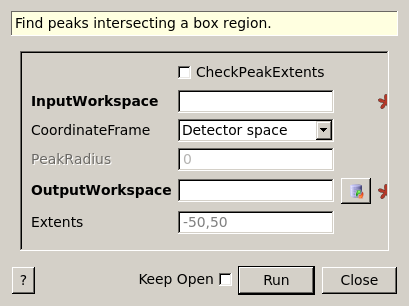 Find peaks intersecting a box region.
CheckPeakExtents
InputWorkspace
CoordinateFrame Detector space
PeakRadius 0
OutputWorkspace
Extents -50,50
? Keep Open Run Close